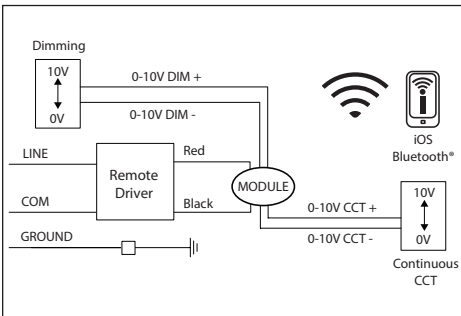 Dimming
10V
0V
0-10V DIM +
0-10V DIM -
iOS
Bluetooth®
LINE
COM
GROUND
Remote
Driver
Red
Black
MODULE
0-10V CCT +
0-10V CCT -
10V
0V
Continuous
CCT